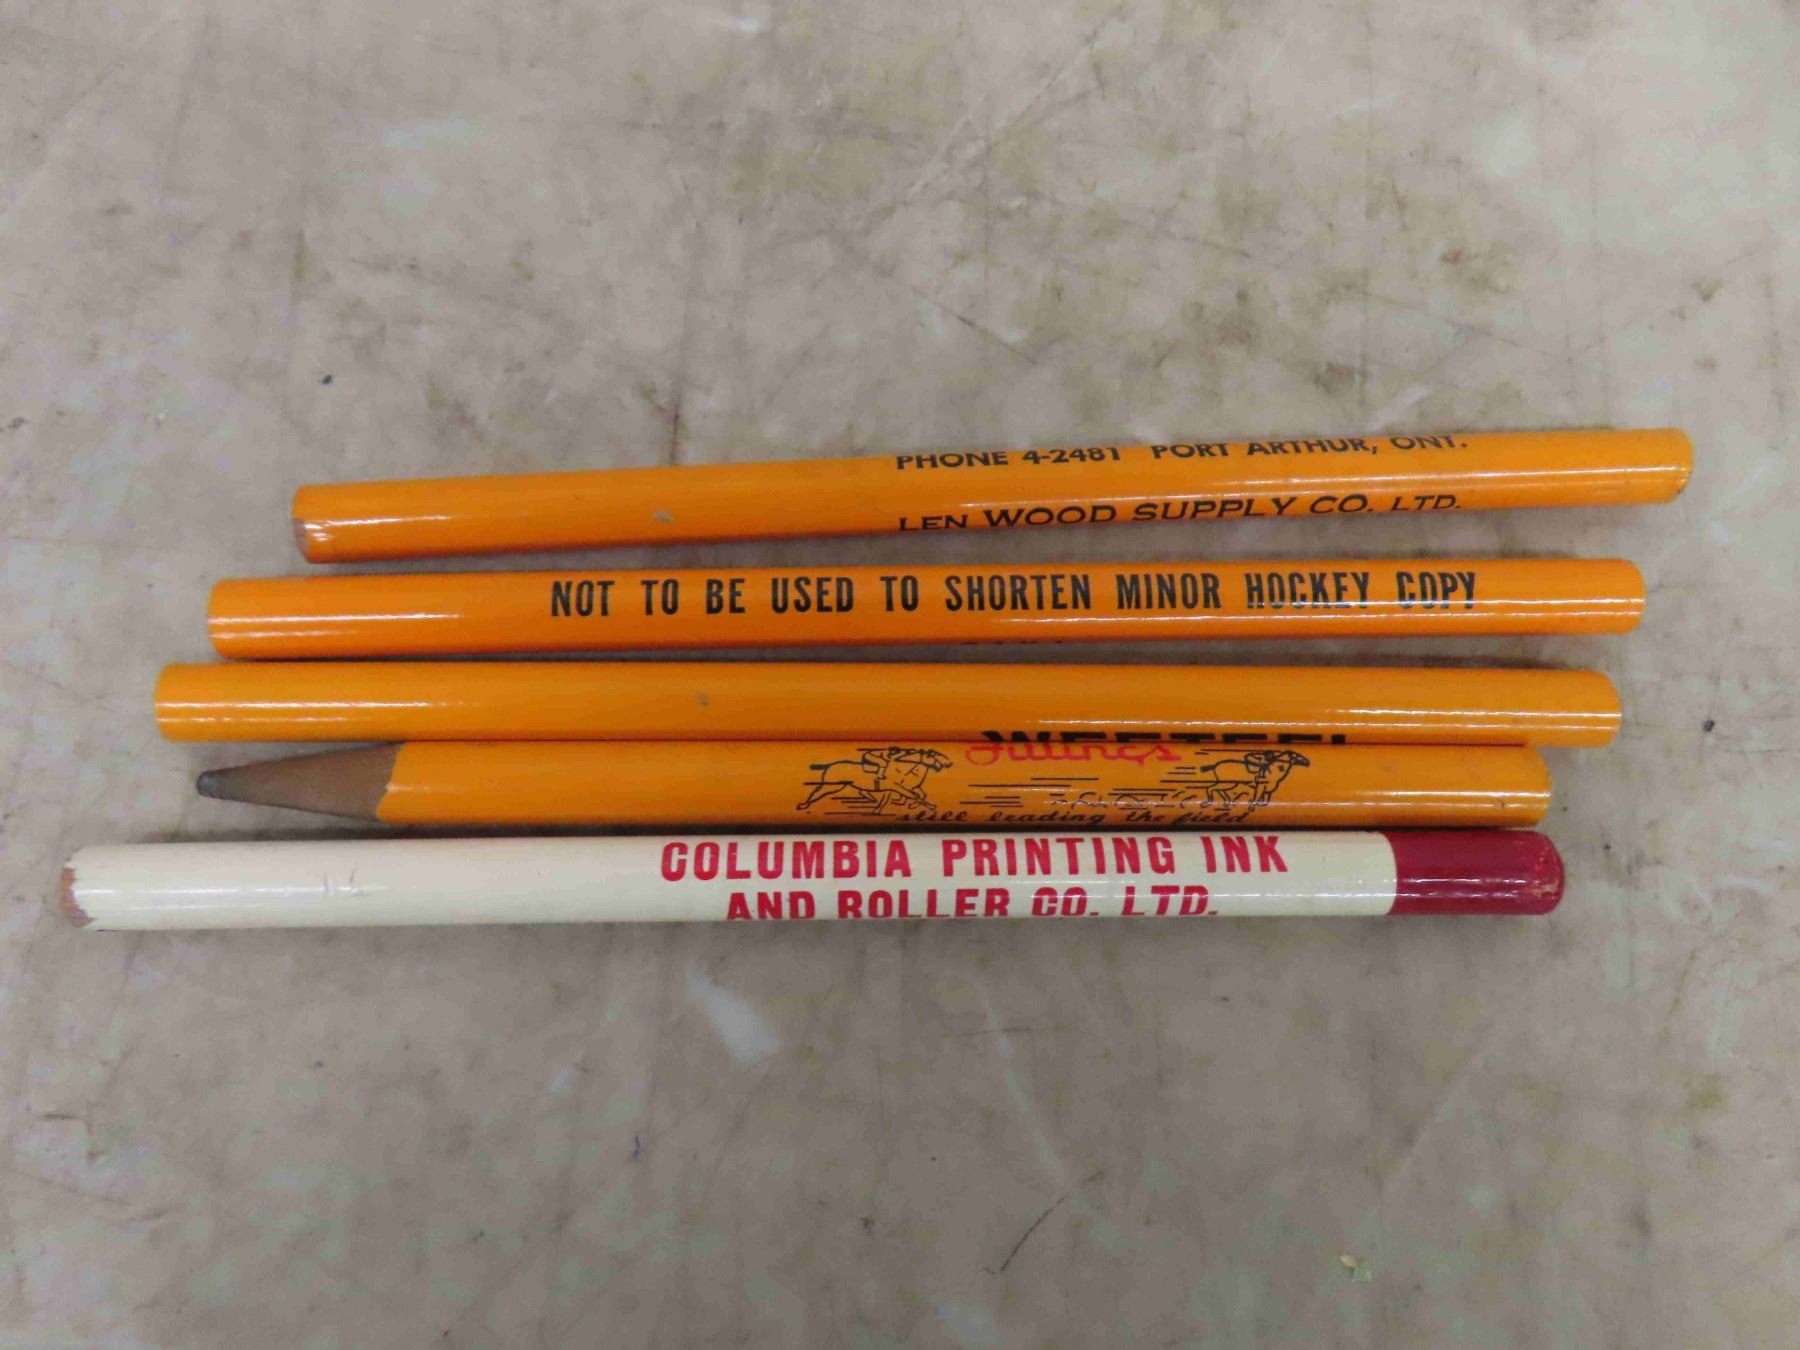 PHONE 4-2481 PORT ARTHUR, ONT.
LEN WOOD SUPPLY CO. LTD.
NOT TO BE USED TO SHORTEN MINOR HOCKEY COPY
still leading the field
COLUMBIA PRINTING INK
AND ROLLER CO. LTD.